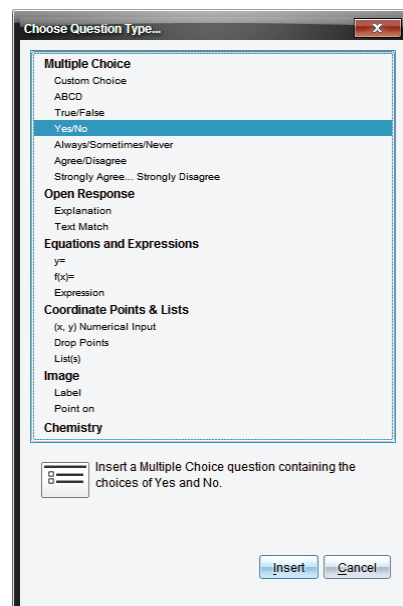 Choose Question Type...
Multiple Choice
Custom Choice
ABCD
True/False
Yes/No
Always/Sometimes/Never
Agree/Disagree
Strongly Agree... Strongly Disagree
Open Response
Explanation
Text Match
Equations and Expressions
y=
f(x)=
Expression
Coordinate Points & Lists
(x, y) Numerical Input
Drop Points
List(s)
Image
Label
Point on
Chemistry
Insert a Multiple Choice question containing the
choices of Yes and No.
Insert Cancel